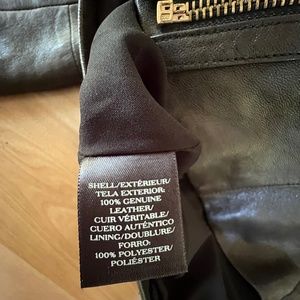 SHELL/EXTÉRIEUR/
TELA EXTERIOR:
100% GENUINE
LEATHER/
CUIR VÉRITABLE/
CUERO AUTÉNTICO
LINING/DOUBLURE/
FORRO:
100% POLYESTER/
POLIÉSTER